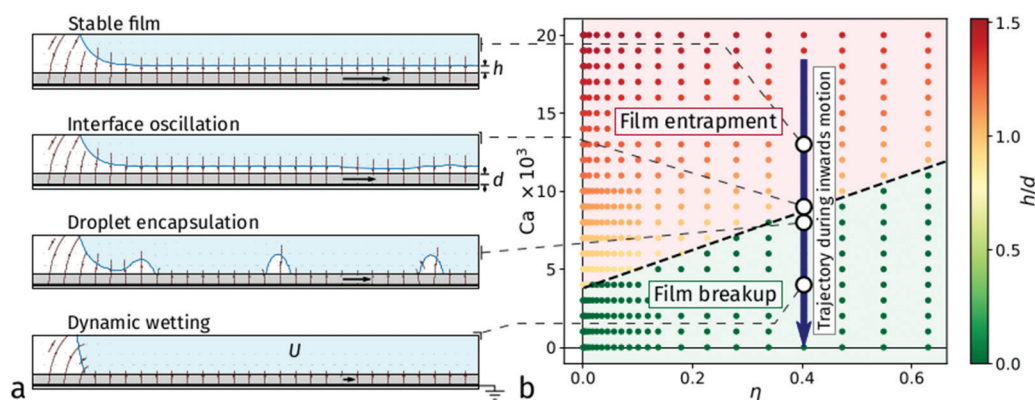 Stable film
h
Interface oscillation
d
Droplet encapsulation
Dynamic wetting
U
a
20
15
10
5
0
Ca × 10³
Film entrapment
Film breakup
Trajectory during inwards motion
0.0
0.2
0.4
0.6
η
b
1.5
1.0
0.5
0.0
h/d